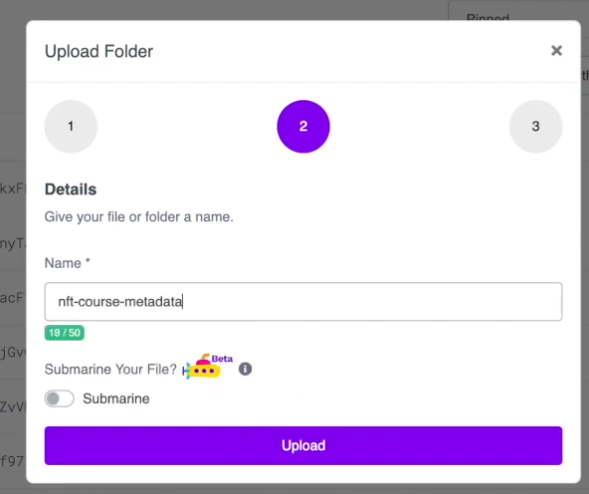 Pinned
Upload Folder ×
1 2 3
kxF
Details
Give your file or folder a name.
nyT
Name *
acF
nft-course-metadata
19 / 50
jGv
Submarine Your File? Beta i
Submarine
ZvV
Upload
f97